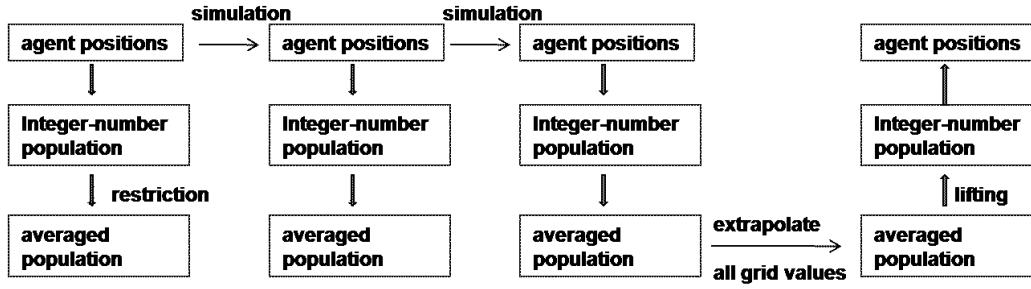 simulation
simulation
agent positions
agent positions
agent positions
agent positions
Integer-number
population
Integer-number
population
Integer-number
population
Integer-number
population
restriction
lifting
averaged
population
averaged
population
averaged
population
extrapolate
all grid values
averaged
population